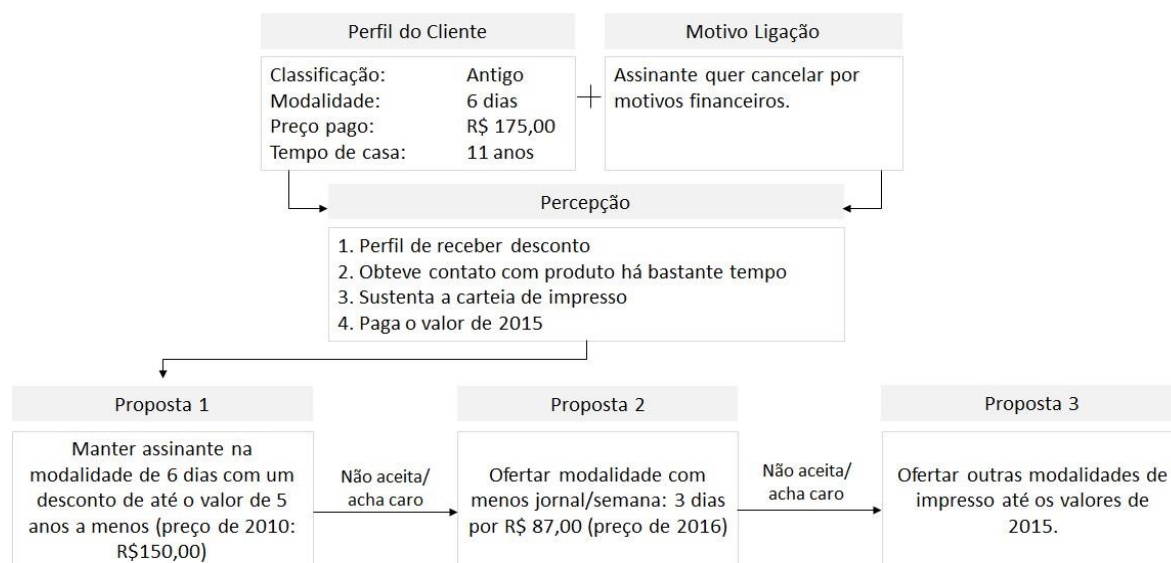 Perfil do Cliente
Classificação: Antigo
Modalidade: 6 dias
Preço pago: R$ 175,00
Tempo de casa: 11 anos
+
Motivo Ligação
Assinante quer cancelar por
motivos financeiros.
Percepção
1. Perfil de receber desconto
2. Obteve contato com produto há bastante tempo
3. Sustenta a carteia de impresso
4. Paga o valor de 2015
Proposta 1
Manter assinante na
modalidade de 6 dias com um
desconto de até o valor de 5
anos a menos (preço de 2010:
R$150,00)
Não aceita/
acha caro
Proposta 2
Ofertar modalidade com
menos jornal/semana: 3 dias
por R$ 87,00 (preço de 2016)
Não aceita/
acha caro
Proposta 3
Ofertar outras modalidades de
impresso até os valores de
2015.